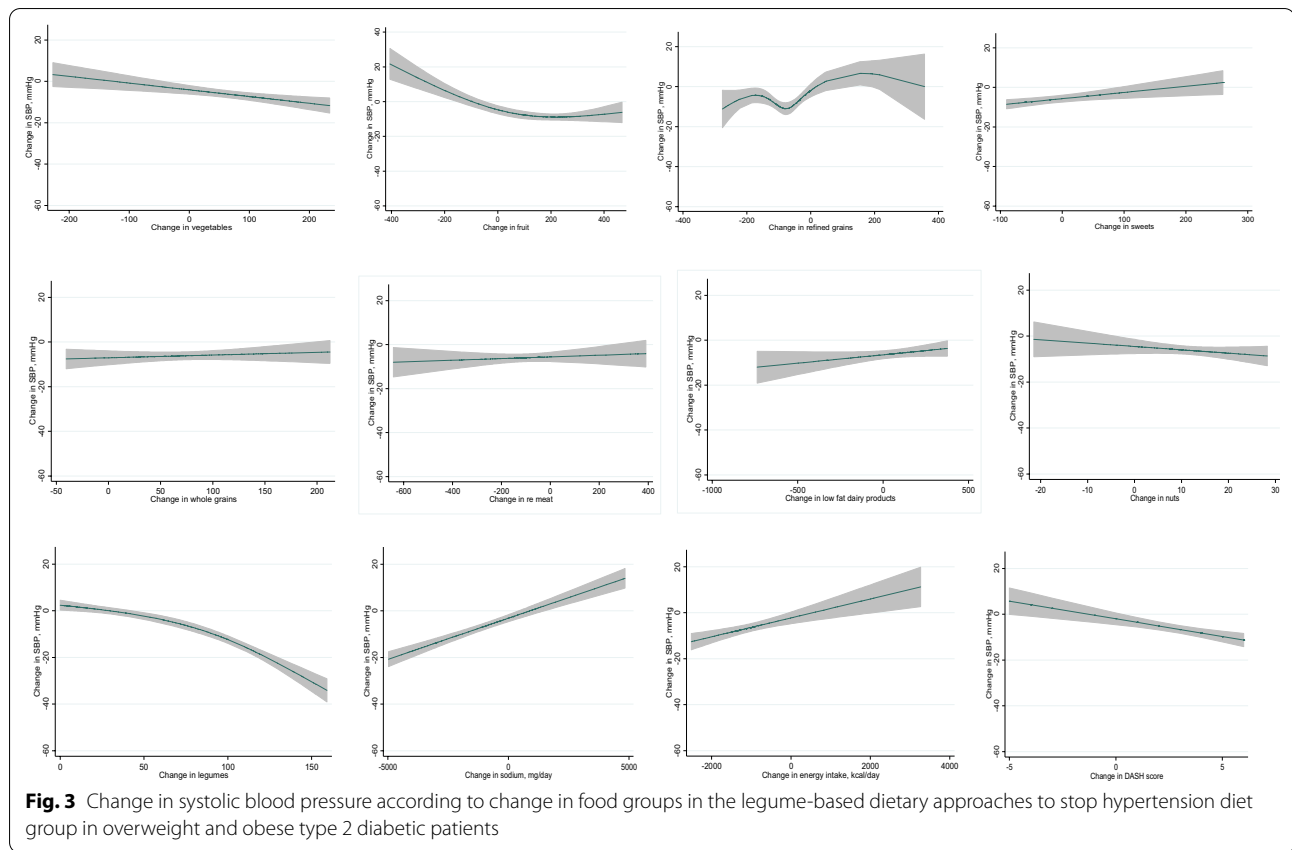 Change in SBP, mmHg
20
0
-20
-40
-60
-200 -100 0 100 200
Change in vegetables
Change in SBP, mmHg
40
20
0
-20
-40
-60
-400 -200 0 200 400
Change in fruit
Change in SBP, mmHg
20
0
-20
-40
-60
-400 -200 0 200 400
Change in refined grains
Change in SBP, mmHg
20
0
-20
-40
-60
-100 0 100 200 300
Change in sweets
Change in SBP, mmHg
20
0
-20
-40
-60
-50 0 50 100 150 200
Change in whole grains
Change in SBP, mmHg
20
0
-20
-40
-60
-600 -400 -200 0 200 400
Change in re meat
Change in SBP, mmHg
20
0
-20
-40
-60
-1000 -500 0 500
Change in low fat dairy products
Change in SBP, mmHg
20
0
-20
-40
-60
-20 -10 0 10 20 30
Change in nuts
Change in SBP, mmHg
20
0
-20
-40
-60
0 50 100 150
Change in legumes
Change in SBP, mmHg
20
0
-20
-40
-60
-5000 0 5000
Change in sodium, mg/day
Change in SBP, mmHg
20
0
-20
-40
-60
-2000 0 2000 4000
Change in energy intake, kcal/day
Change in SBP, mmHg
20
0
-20
-40
-60
-5 0 5
Change in DASH score
Fig. 3 Change in systolic blood pressure according to change in food groups in the legume-based dietary approaches to stop hypertension diet
group in overweight and obese type 2 diabetic patients